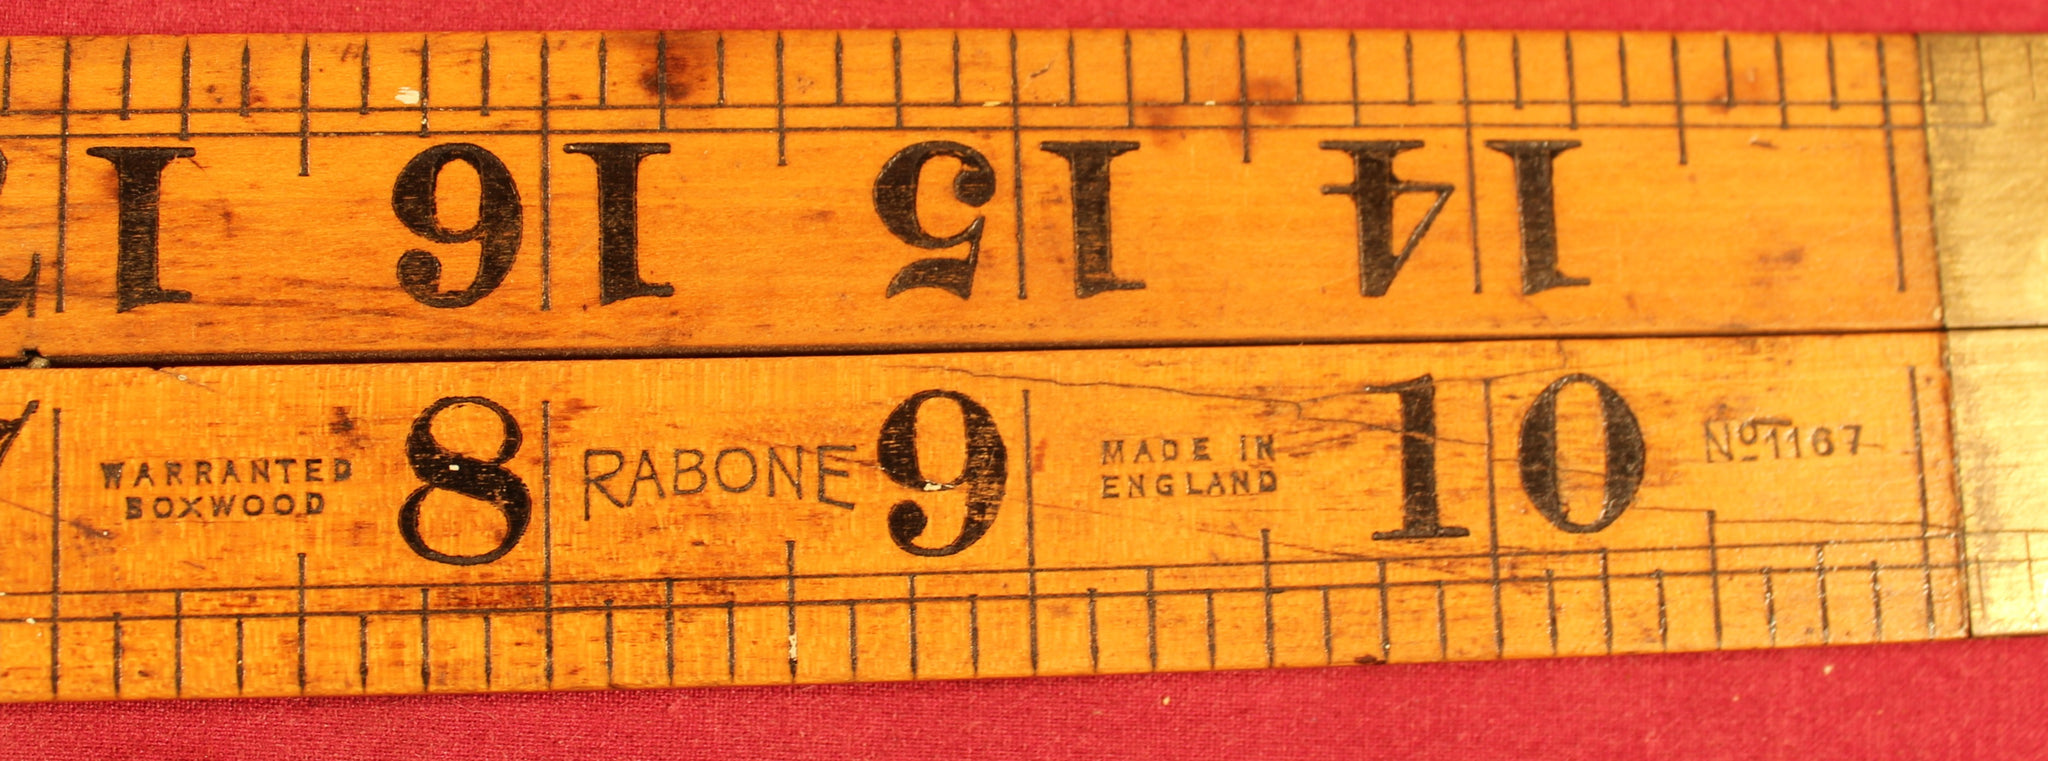 14 15 16 17
7 8 9 10
WARRANTED
BOXWOOD
RABONE
MADE IN
ENGLAND
Nº 1167